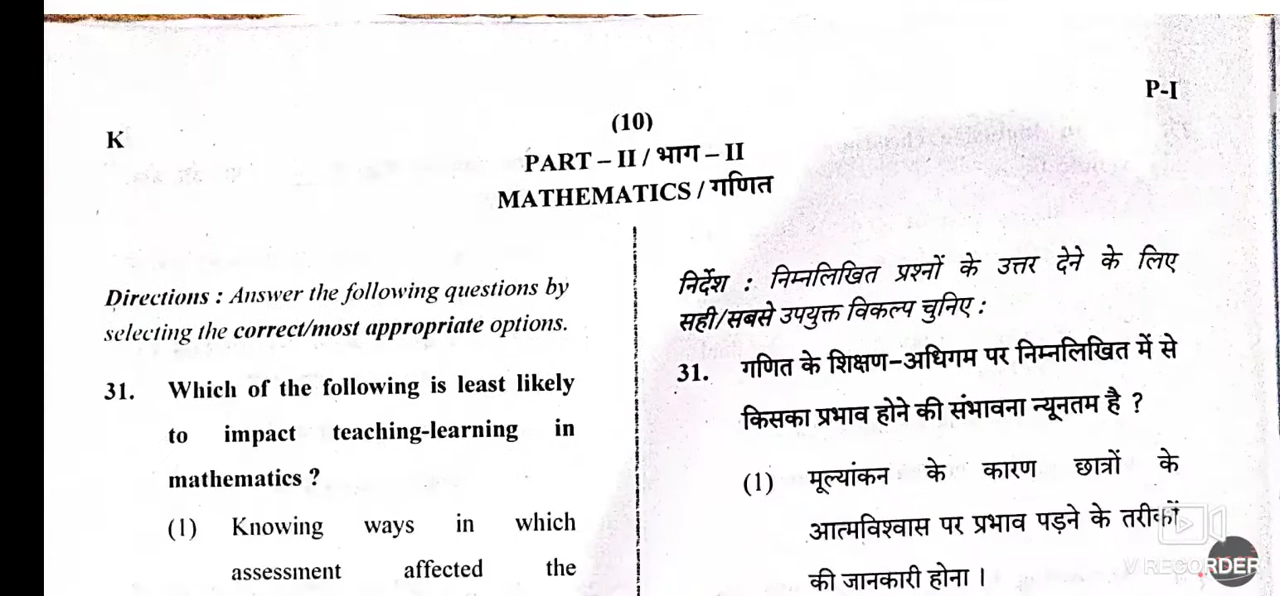 P-I
K
(10)
PART – II / भाग – II
MATHEMATICS / गणित
Directions : Answer the following questions by
selecting the correct/most appropriate options.
31. Which of the following is least likely
to impact teaching-learning in
mathematics ?
(1) Knowing ways in which
assessment affected the
निर्देश : निम्नलिखित प्रश्नों के उत्तर देने के लिए
सही/सबसे उपयुक्त विकल्प चुनिए :
31. गणित के शिक्षण-अधिगम पर निम्नलिखित में से
किसका प्रभाव होने की संभावना न्यूनतम है ?
(1) मूल्यांकन के कारण छात्रों के
आत्मविश्वास पर प्रभाव पड़ने के तरीकों
की जानकारी होना ।
V RECORDER